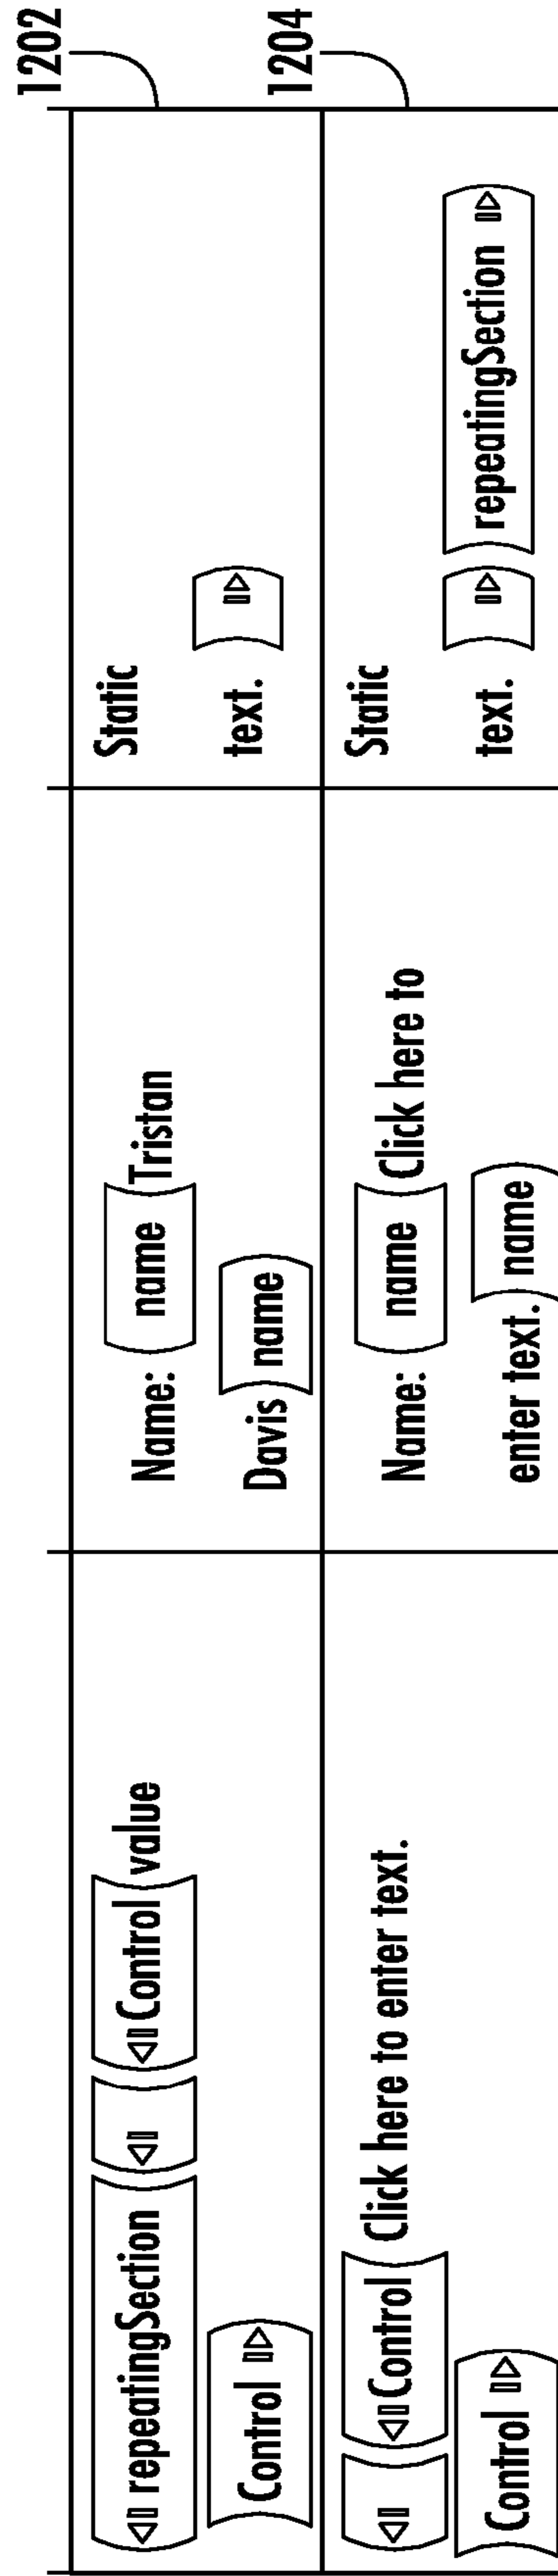 repeatingSection Control value
Control
Name: name Tristan
Davis name
Static
text.
1202
Control Click here to enter text.
Control
Name: name Click here to
enter text. name
Static
text. repeatingSection
1204